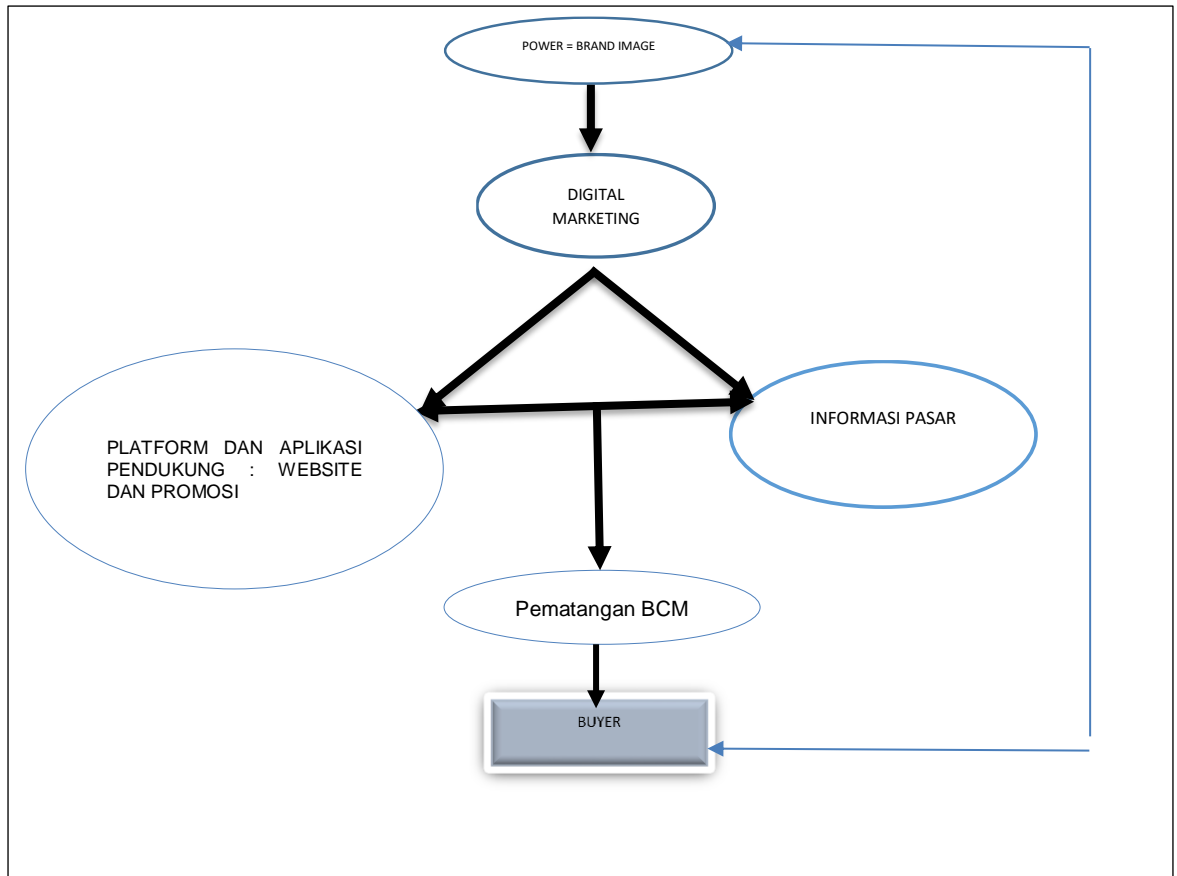 POWER = BRAND IMAGE
DIGITAL
MARKETING
INFORMASI PASAR
PLATFORM DAN APLIKASI
PENDUKUNG : WEBSITE
DAN PROMOSI
Pematangan BCM
BUYER